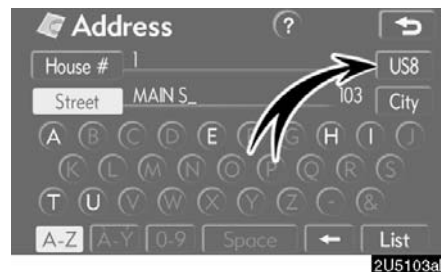 Address ?
House # 1 US8
Street MAIN S_ 103 City
A B C D E F G H I J
K L M N O P Q R S
T U V W X Y Z - &
A-Z À-Ý 0-9 Space ← List
2U5103a